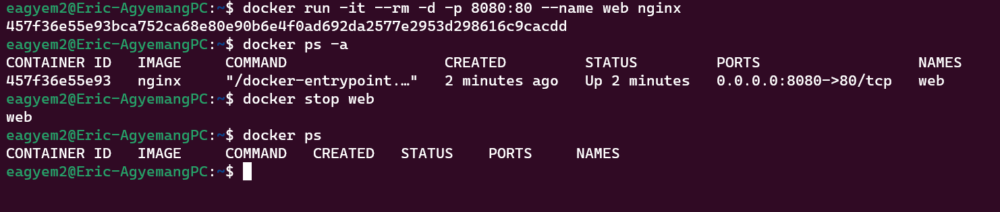 eagyem2@Eric-AgyemangPC:~$ docker run -it --rm -d -p 8080:80 --name web nginx
457f36e55e93bca752ca68e80e90b6e4f0ad692da2577e2953d298616c9cacdd
eagyem2@Eric-AgyemangPC:~$ docker ps -a
CONTAINER ID   IMAGE     COMMAND                  CREATED         STATUS         PORTS                  NAMES
457f36e55e93   nginx     "/docker-entrypoint.…"   2 minutes ago   Up 2 minutes   0.0.0.0:8080->80/tcp   web
eagyem2@Eric-AgyemangPC:~$ docker stop web
web
eagyem2@Eric-AgyemangPC:~$ docker ps
CONTAINER ID   IMAGE     COMMAND   CREATED   STATUS    PORTS     NAMES
eagyem2@Eric-AgyemangPC:~$